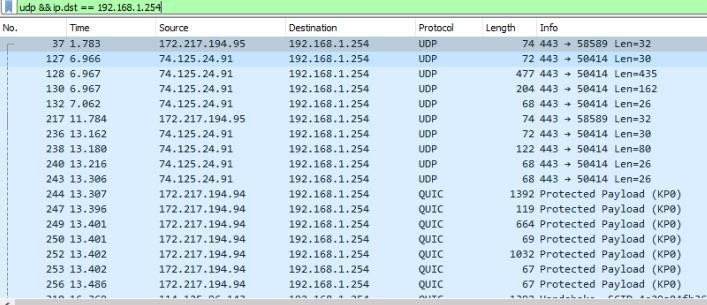 udp && ip.dst == 192.168.1.254
No. Time Source Destination Protocol Length Info
37 1.783 172.217.194.95 192.168.1.254 UDP 74 443 → 58589 Len=32
127 6.966 74.125.24.91 192.168.1.254 UDP 72 443 → 50414 Len=30
128 6.967 74.125.24.91 192.168.1.254 UDP 477 443 → 50414 Len=435
130 6.967 74.125.24.91 192.168.1.254 UDP 204 443 → 50414 Len=162
132 7.062 74.125.24.91 192.168.1.254 UDP 68 443 → 50414 Len=26
217 11.784 172.217.194.95 192.168.1.254 UDP 74 443 → 58589 Len=32
236 13.162 74.125.24.91 192.168.1.254 UDP 72 443 → 50414 Len=30
238 13.180 74.125.24.91 192.168.1.254 UDP 122 443 → 50414 Len=80
240 13.216 74.125.24.91 192.168.1.254 UDP 68 443 → 50414 Len=26
243 13.306 74.125.24.91 192.168.1.254 UDP 68 443 → 50414 Len=26
244 13.307 172.217.194.94 192.168.1.254 QUIC 1392 Protected Payload (KP0)
247 13.396 172.217.194.94 192.168.1.254 QUIC 119 Protected Payload (KP0)
249 13.401 172.217.194.94 192.168.1.254 QUIC 664 Protected Payload (KP0)
250 13.401 172.217.194.94 192.168.1.254 QUIC 69 Protected Payload (KP0)
252 13.402 172.217.194.94 192.168.1.254 QUIC 1032 Protected Payload (KP0)
253 13.402 172.217.194.94 192.168.1.254 QUIC 67 Protected Payload (KP0)
256 13.486 172.217.194.94 192.168.1.254 QUIC 67 Protected Payload (KP0)